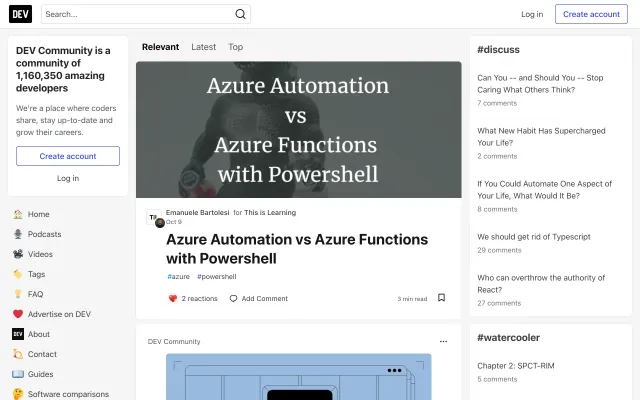 DEV
Search...
Log in
Create account
DEV Community is a
community of
1,160,350 amazing
developers
We're a place where coders
share, stay up-to-date and
grow their careers.
Create account
Log in
Home
Podcasts
Videos
Tags
FAQ
Advertise on DEV
DEV
About
Contact
Guides
Software comparisons
Relevant
Latest
Top
Azure Automation
vs
Azure Functions
with Powershell
Emanuele Bartolesi for This is Learning
Oct 9
Azure Automation vs Azure Functions
with Powershell
#azure
#powershell
2 reactions
Add Comment
3 min read
DEV Community
#discuss
Can You -- and Should You -- Stop
Caring What Others Think?
7 comments
What New Habit Has Supercharged
Your Life?
2 comments
If You Could Automate One Aspect of
Your Life, What Would It Be?
8 comments
We should get rid of Typescript
29 comments
Who can overthrow the authority of
React?
27 comments
#watercooler
Chapter 2: SPCT-RIM
5 comments